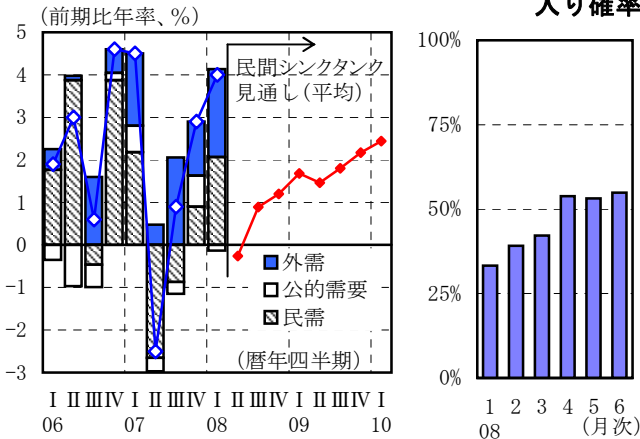 (前期比年率、%)
入り確率
5
4
3
2
1
0
−1
−2
−3
民間シンクタンク
見通し(平均)
外需
公的需要
民需
(暦年四半期)
Ⅰ Ⅱ Ⅲ Ⅳ Ⅰ Ⅱ Ⅲ Ⅳ Ⅰ Ⅱ Ⅲ Ⅳ Ⅰ Ⅱ Ⅲ Ⅳ Ⅰ
06 07 08 09 10
100%
75%
50%
25%
0%
1 2 3 4 5 6
08 (月次)